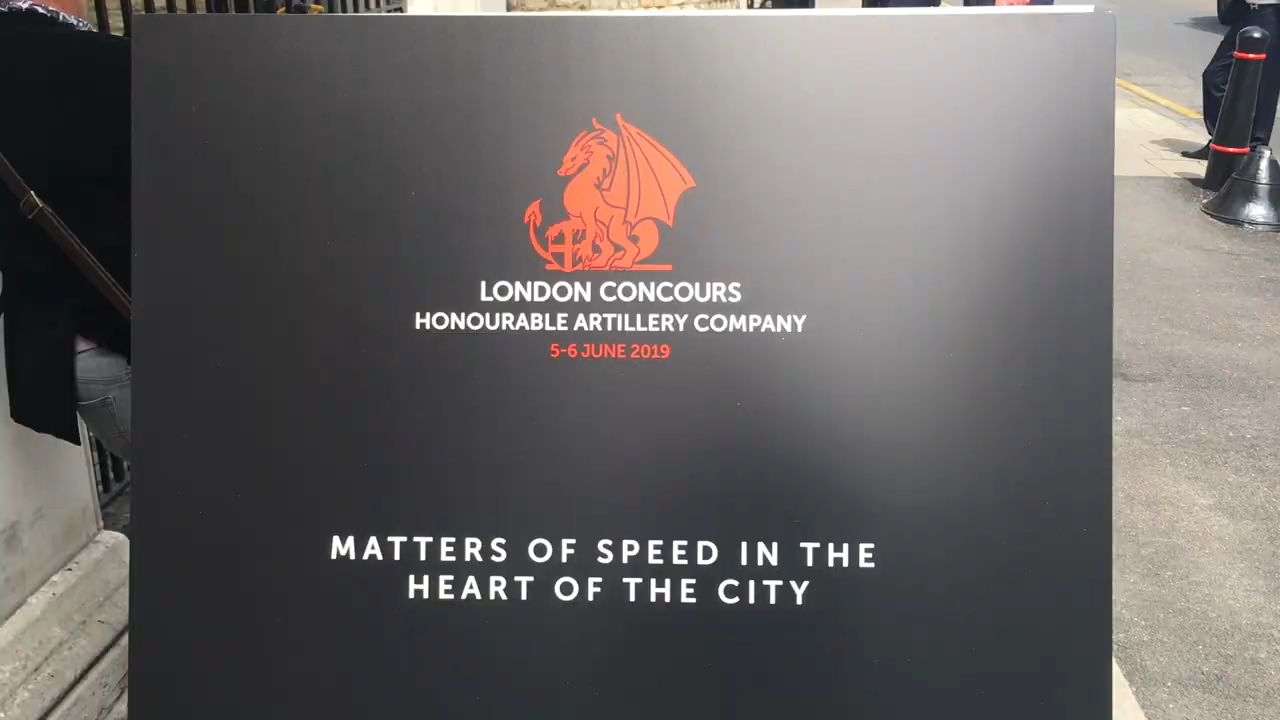 LONDON CONCOURS
HONOURABLE ARTILLERY COMPANY
5-6 JUNE 2019
MATTERS OF SPEED IN THE
HEART OF THE CITY